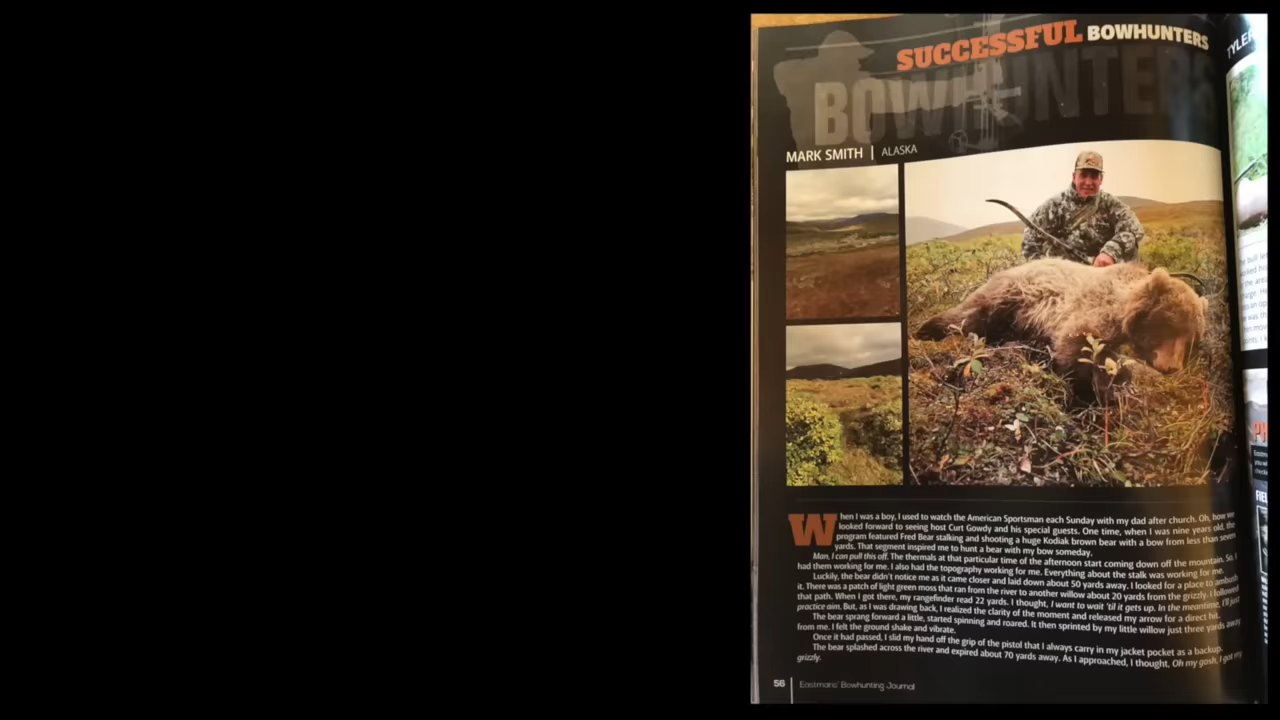 SUCCESSFUL BOWHUNTERS
BOWHUNTERS
MARK SMITH | ALASKA
When I was a boy, I used to watch the American Sportsman each Sunday with my dad after church. Oh, how we
looked forward to seeing host Curt Gowdy and his special guests. One time, when I was nine years old, the
program featured Fred Bear stalking and shooting a huge Kodiak brown bear with a bow from less than seven
yards. That segment inspired me to hunt a bear with my bow someday.
Man, I can pull this off. The thermals at that particular time of the afternoon start coming down off the mountain. So, I
had them working for me. I also had the topography working for me. Everything about the stalk was working for me.
Luckily, the bear didn't notice me as it came closer and laid down about 50 yards away. I looked for a place to ambush
it. There was a patch of light green moss that ran from the river to another willow about 20 yards from the grizzly. I followed
that path. When I got there, my rangefinder read 22 yards. I thought, I want to wait 'til it gets up. In the meantime, I'll just
practice aim. But, as I was drawing back, I realized the clarity of the moment and released my arrow for a direct hit.
The bear sprang forward a little, started spinning and roared. It then sprinted by my little willow just three yards away
from me. I felt the ground shake and vibrate.
Once it had passed, I slid my hand off the grip of the pistol that I always carry in my jacket pocket as a backup.
The bear splashed across the river and expired about 70 yards away. As I approached, I thought, Oh my gosh, I got my
grizzly.
56 Eastmans' Bowhunting Journal
TYLER
FIEL